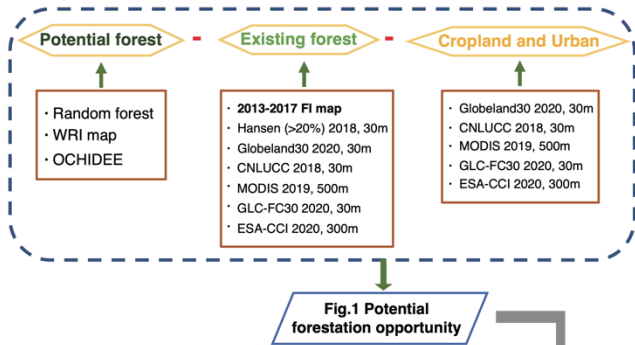 Potential forest - Existing forest - Cropland and Urban
· Random forest
· WRI map
· OCHIDEE
· 2013-2017 FI map
· Hansen (>20%) 2018, 30m
· Globeland30 2020, 30m
· CNLUCC 2018, 30m
· MODIS 2019, 500m
· GLC-FC30 2020, 30m
· ESA-CCI 2020, 300m
· Globeland30 2020, 30m
· CNLUCC 2018, 30m
· MODIS 2019, 500m
· GLC-FC30 2020, 30m
· ESA-CCI 2020, 300m
Fig.1 Potential
forestation opportunity